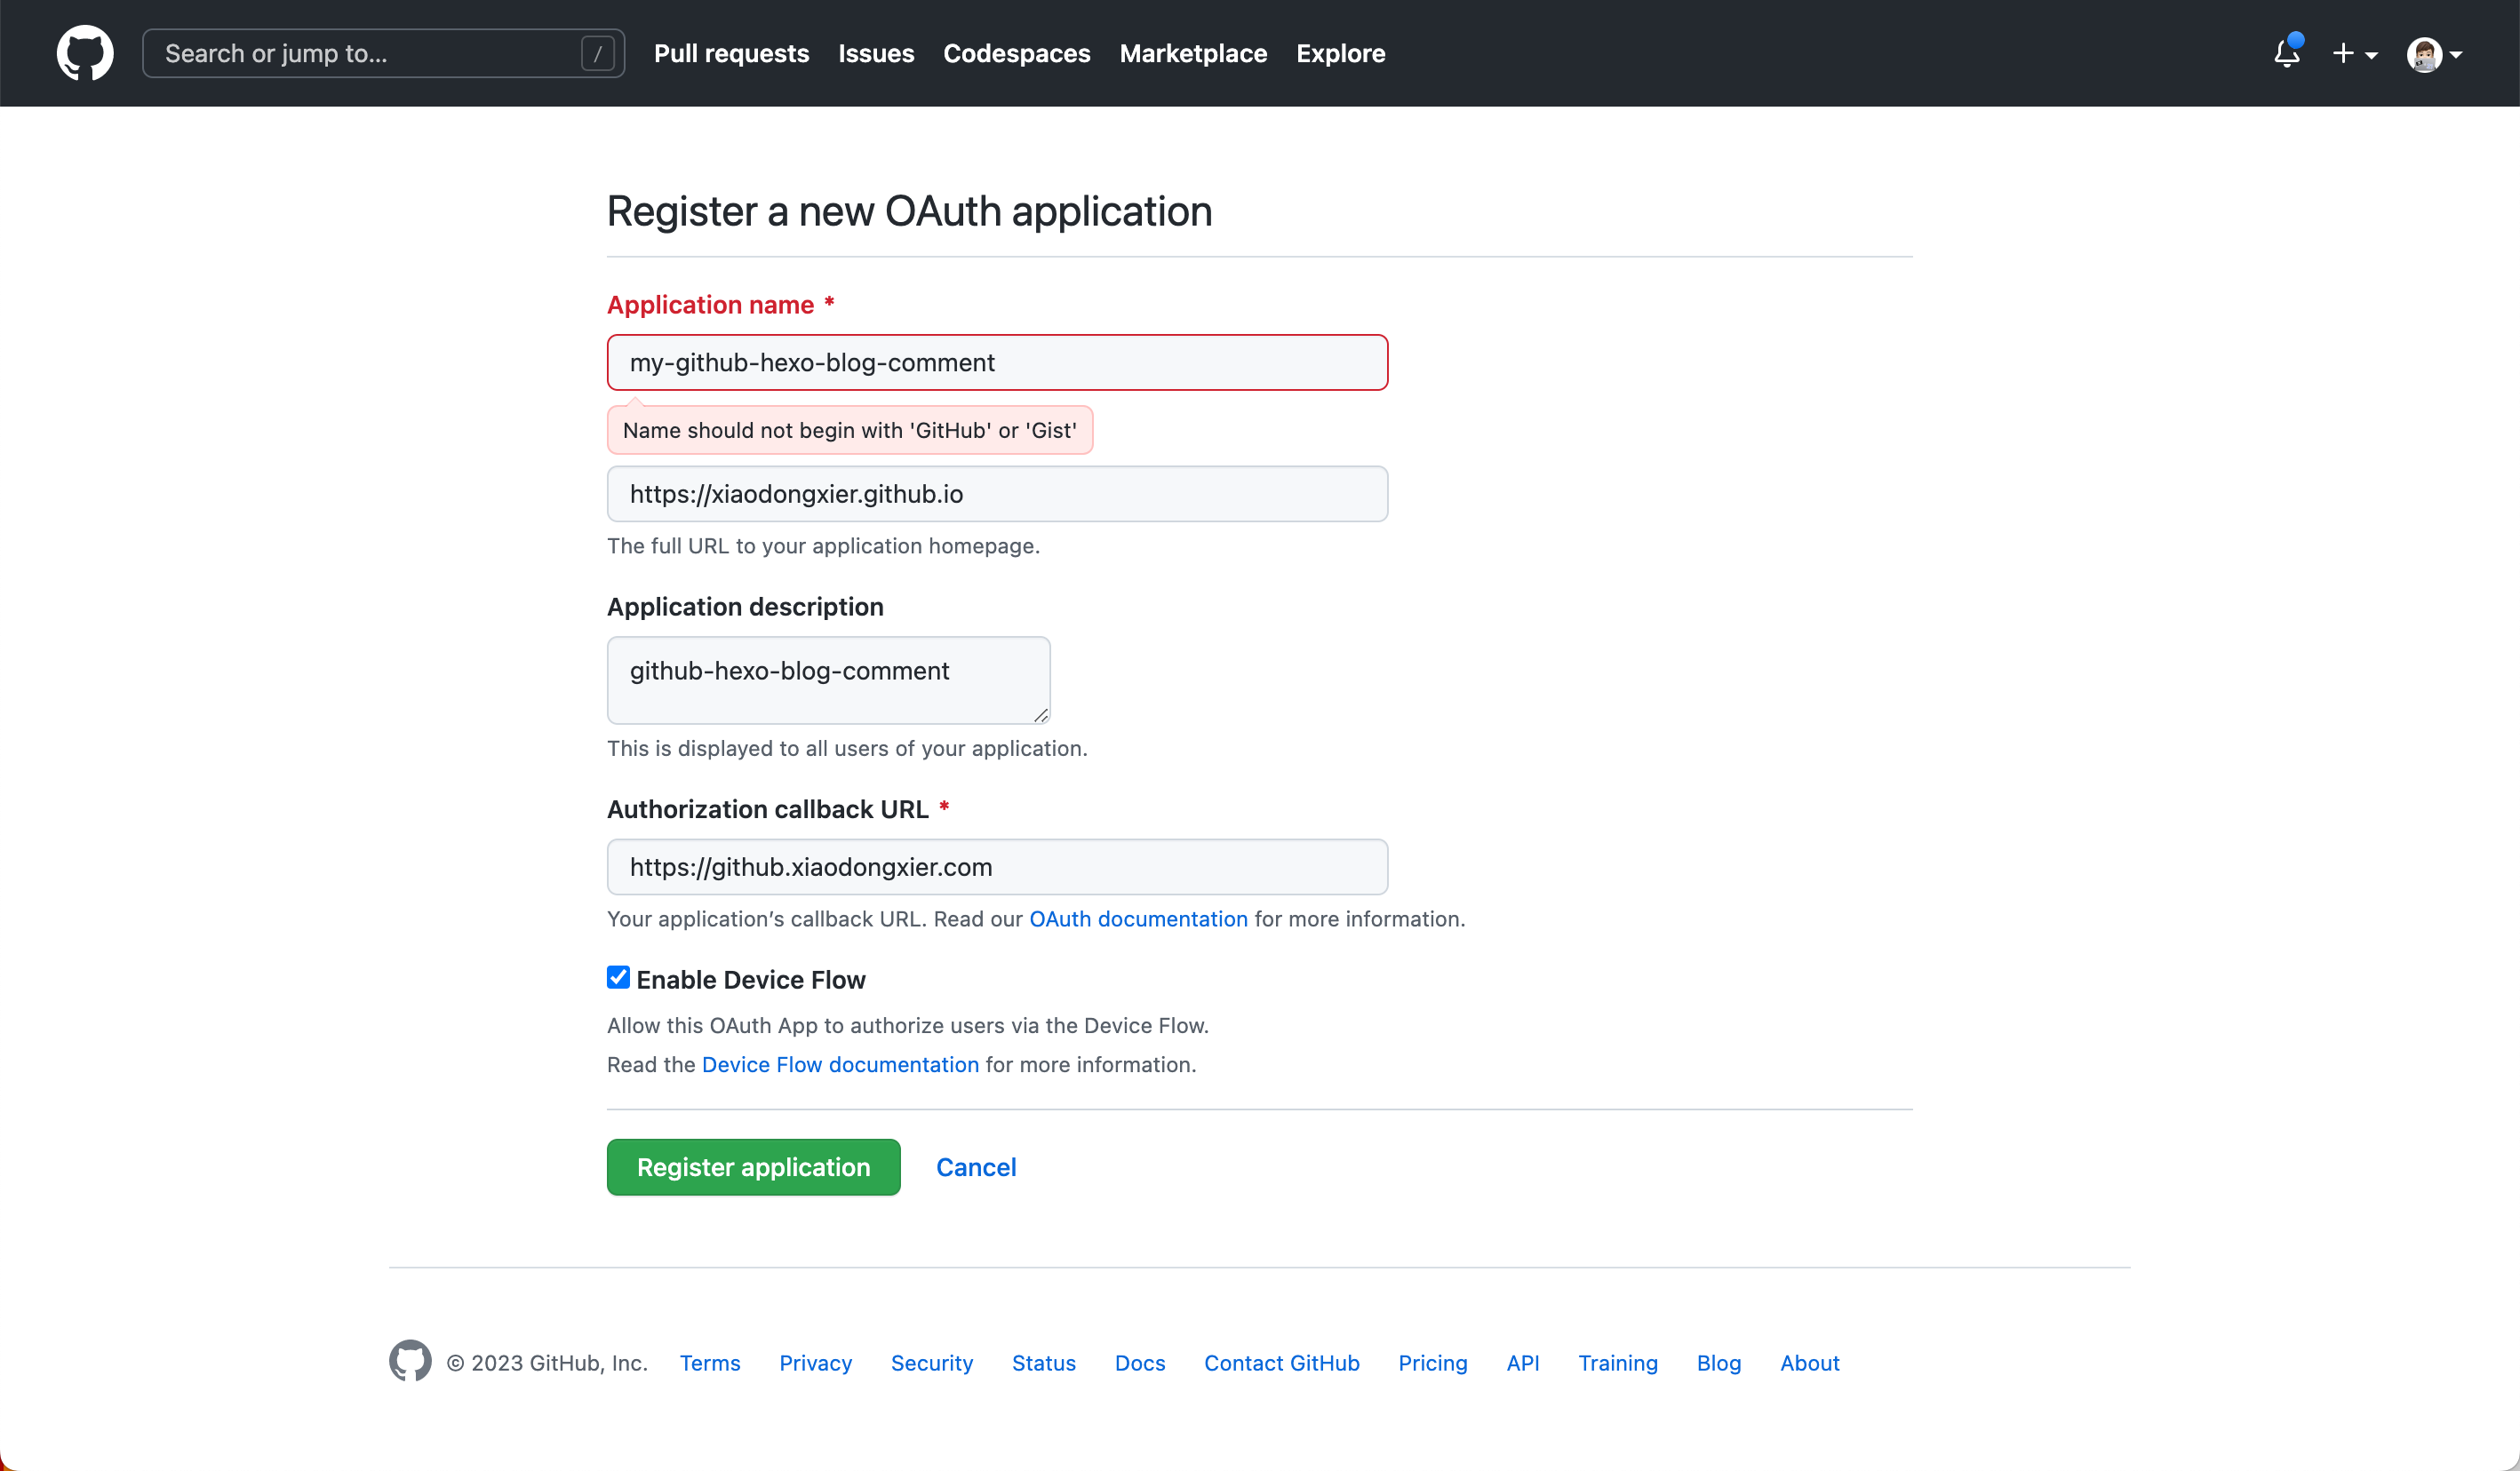 Search or jump to... / Pull requests Issues Codespaces Marketplace Explore
Register a new OAuth application
Application name *
my-github-hexo-blog-comment
Name should not begin with 'GitHub' or 'Gist'
https://xiaodongxier.github.io
The full URL to your application homepage.
Application description
github-hexo-blog-comment
This is displayed to all users of your application.
Authorization callback URL *
https://github.xiaodongxier.com
Your application’s callback URL. Read our OAuth documentation for more information.
Enable Device Flow
Allow this OAuth App to authorize users via the Device Flow.
Read the Device Flow documentation for more information.
Register application Cancel
© 2023 GitHub, Inc. Terms Privacy Security Status Docs Contact GitHub Pricing API Training Blog About